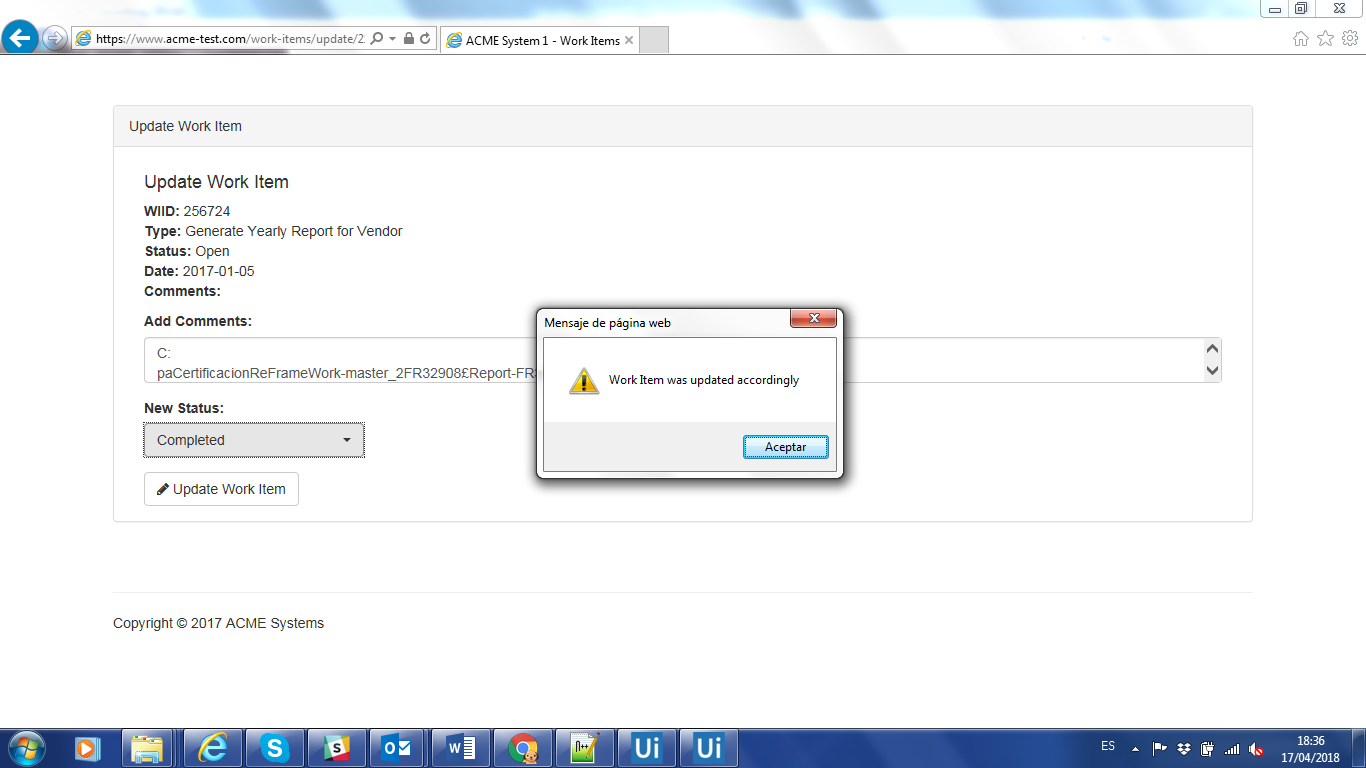 https://www.acme-test.com/work-items/update/2
ACME System 1 - Work Items
Update Work Item
Update Work Item
WIID: 256724
Type: Generate Yearly Report for Vendor
Status: Open
Date: 2017-01-05
Comments:
Add Comments:
C:
paCertificacionReFrameWork-master_2FR32908£Report-FR
New Status:
Completed
Update Work Item
Mensaje de página web
Work Item was updated accordingly
Aceptar
Copyright © 2017 ACME Systems
Ui
Ui
ES
18:36
17/04/2018